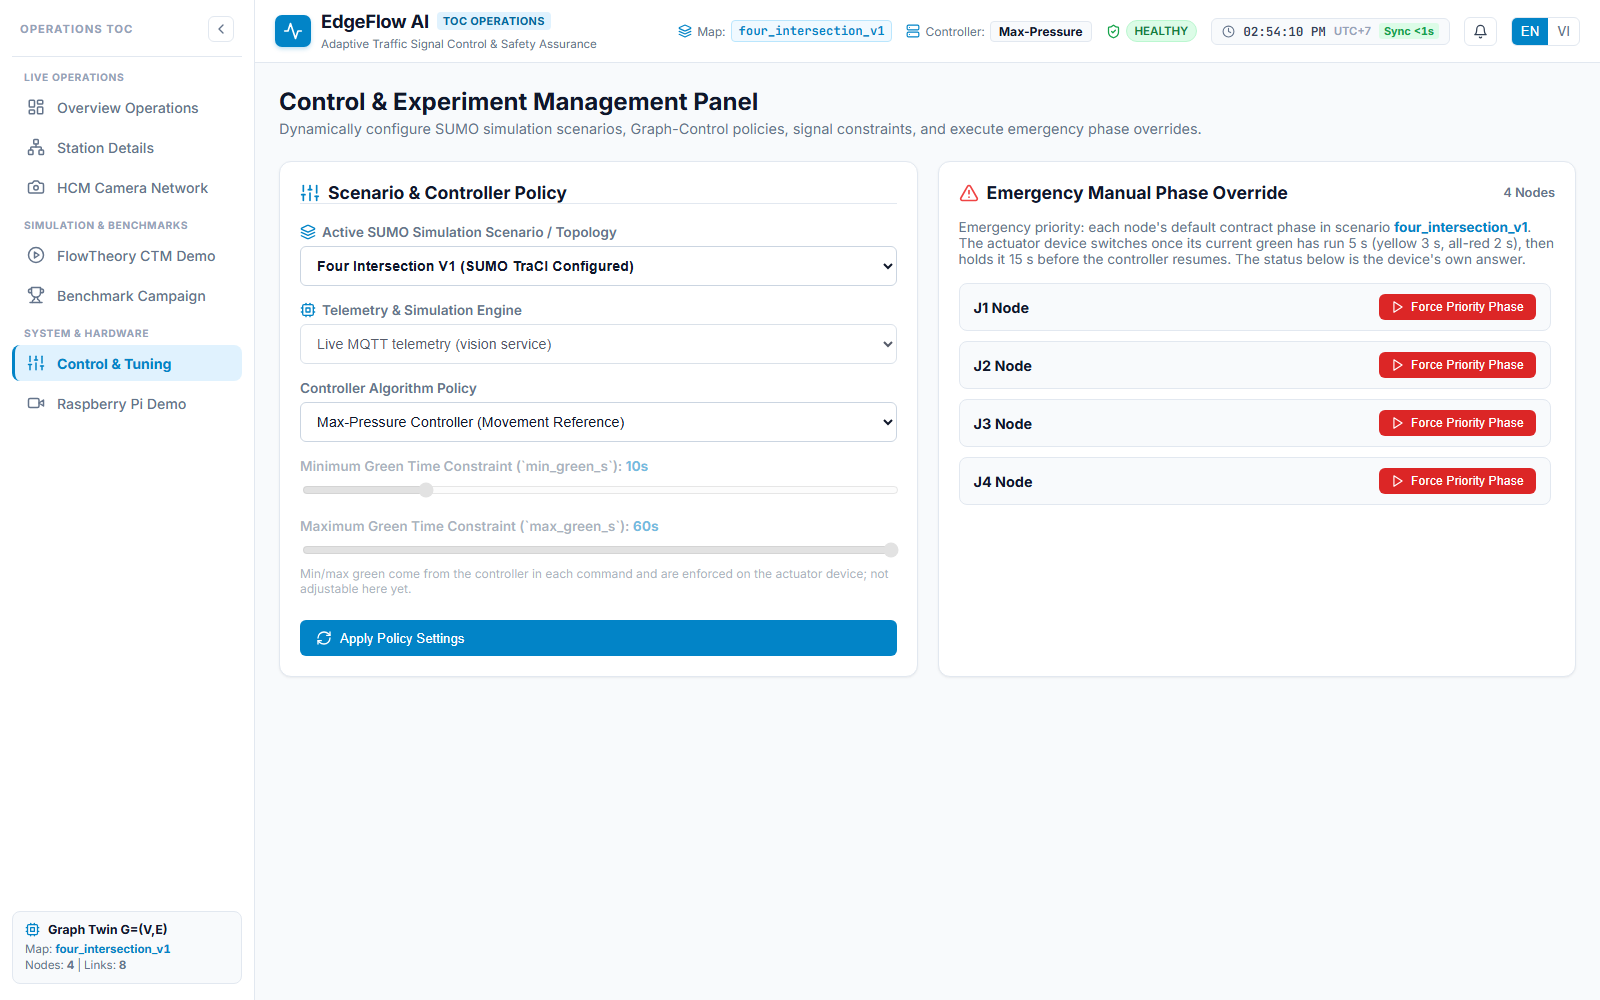 OPERATIONS TOC
LIVE OPERATIONS
Overview Operations
Station Details
HCM Camera Network
SIMULATION & BENCHMARKS
FlowTheory CTM Demo
Benchmark Campaign
SYSTEM & HARDWARE
Control & Tuning
Raspberry Pi Demo
Graph Twin G=(V,E)
Map: four_intersection_v1
Nodes: 4 | Links: 8
EdgeFlow AI TOC OPERATIONS
Adaptive Traffic Signal Control & Safety Assurance
Map: four_intersection_v1 Controller: Max-Pressure HEALTHY 02:54:10 PM UTC+7 Sync <1s EN VI
Control & Experiment Management Panel
Dynamically configure SUMO simulation scenarios, Graph-Control policies, signal constraints, and execute emergency phase overrides.
Scenario & Controller Policy
Active SUMO Simulation Scenario / Topology
Four Intersection V1 (SUMO TraCI Configured)
Telemetry & Simulation Engine
Live MQTT telemetry (vision service)
Controller Algorithm Policy
Max-Pressure Controller (Movement Reference)
Minimum Green Time Constraint (`min_green_s`): 10s
Maximum Green Time Constraint (`max_green_s`): 60s
Min/max green come from the controller in each command and are enforced on the actuator device; not
adjustable here yet.
Apply Policy Settings
Emergency Manual Phase Override 4 Nodes
Emergency priority: each node's default contract phase in scenario four_intersection_v1.
The actuator device switches once its current green has run 5 s (yellow 3 s, all-red 2 s), then
holds it 15 s before the controller resumes. The status below is the device's own answer.
J1 Node Force Priority Phase
J2 Node Force Priority Phase
J3 Node Force Priority Phase
J4 Node Force Priority Phase